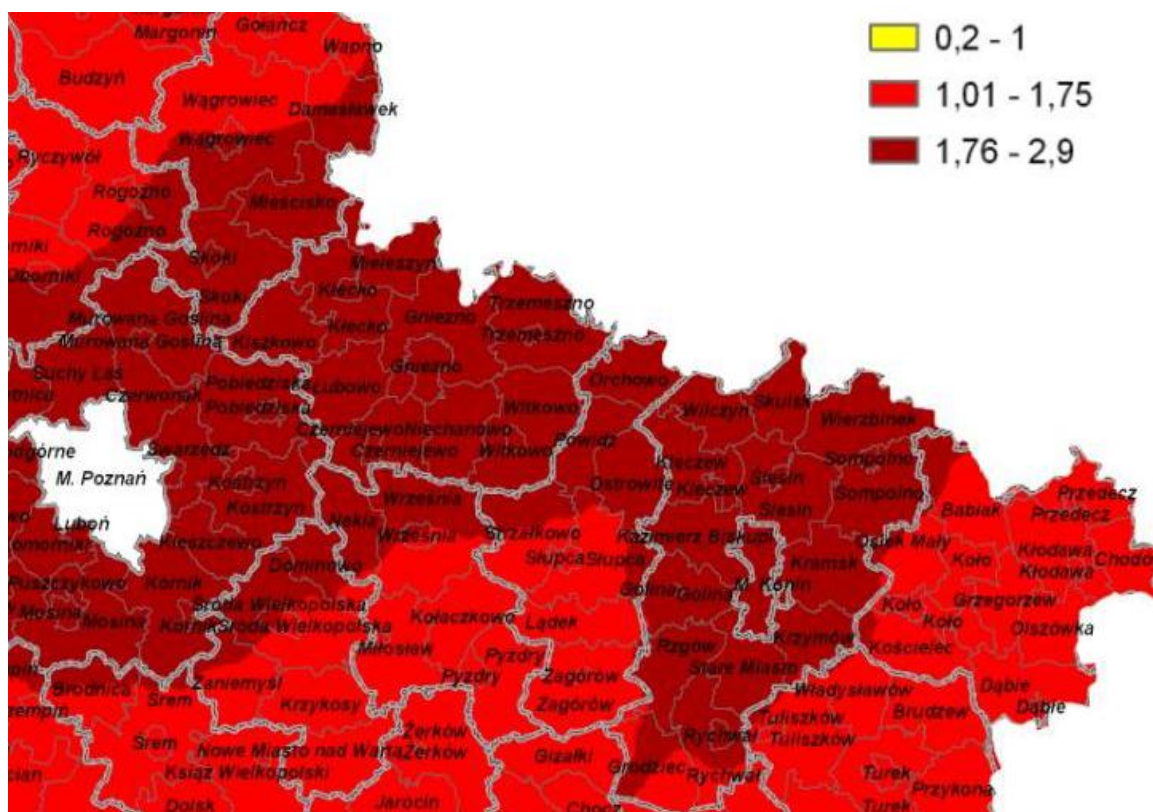 Margonin
Gołańcz
Wapno
0,2 - 1
Budzyń
Wągrowiec
Damasławek
1,01 - 1,75
Wągrowiec
1,76 - 2,9
Ryczywół
Rogoźno
Mieścisko
Rogoźno
Skoki
Mieleszyn
Oborniki
Skoki
Kłecko
Trzemeszno
Murowana Goślina
Kłecko
Gniezno
Murowana Goślina
Kiszkowo
Trzemeszno
Suchy Las
Gniezno
Czerwonak
Pobiedziska
Łubowo
Orchowo
Pobiedziska
Witkowo
Wilczyn
Skulsk
Wierzbinek
Swarzędz
Czerniejewo
Niechanowo
Powidz
Czerniejewo
Witkowo
Kleczew
Ślesin
Sompolno
M. Poznań
Kostrzyn
Ostrowite
Kleczew
Sompolno
Kostrzyn
Września
Ślesin
Babiak
Przedecz
Przedecz
Luboń
Nekla
Września
Strzałkowo
Kazimierz Biskupi
Osiek Mały
Kłodawa
Kleszczewo
Dominowo
Słupca
Słupca
Kramsk
Koło
Kłodawa
Puszczykowo
Kórnik
Golina
Golina
M. Konin
Grzegorzew
Mosina
Mosina
Środa Wielkopolska
Kołaczkowo
Koło
Kórnik
Środa Wielkopolska
Lądek
Koło
Olszówka
Miłosław
Rzgów
Krzymów
Kościelec
Pyzdry
Stare Miasto
Brodnica
Śrem
Zaniemyśl
Pyzdry
Zagórów
Władysławów
Dąbie
Krzykosy
Zagórów
Tuliszków
Brudzew
Dąbie
Śrem
Nowe Miasto nad Wartą
Żerków
Żerków
Rychwał
Tuliszków
Książ Wielkopolski
Gizałki
Grodziec
Rychwał
Turek
Przykona
Dolsk
Jarocin
Chocz
Turek